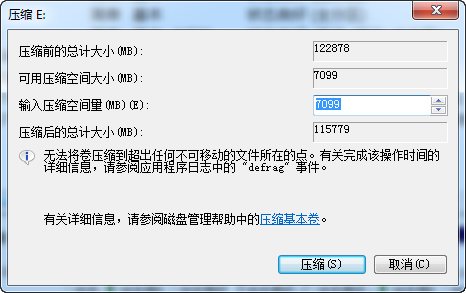 压缩 E:
压缩前的总计大小(MB): 122878
可用压缩空间大小(MB): 7099
输入压缩空间量(MB)(E): 7099
压缩后的总计大小(MB): 115779
无法将卷压缩到超出任何不可移动的文件所在的点。有关完成该操作时间的
详细信息，请参阅应用程序日志中的 "defrag" 事件。
有关详细信息，请参阅磁盘管理帮助中的压缩基本卷。
压缩(S) 取消(C)